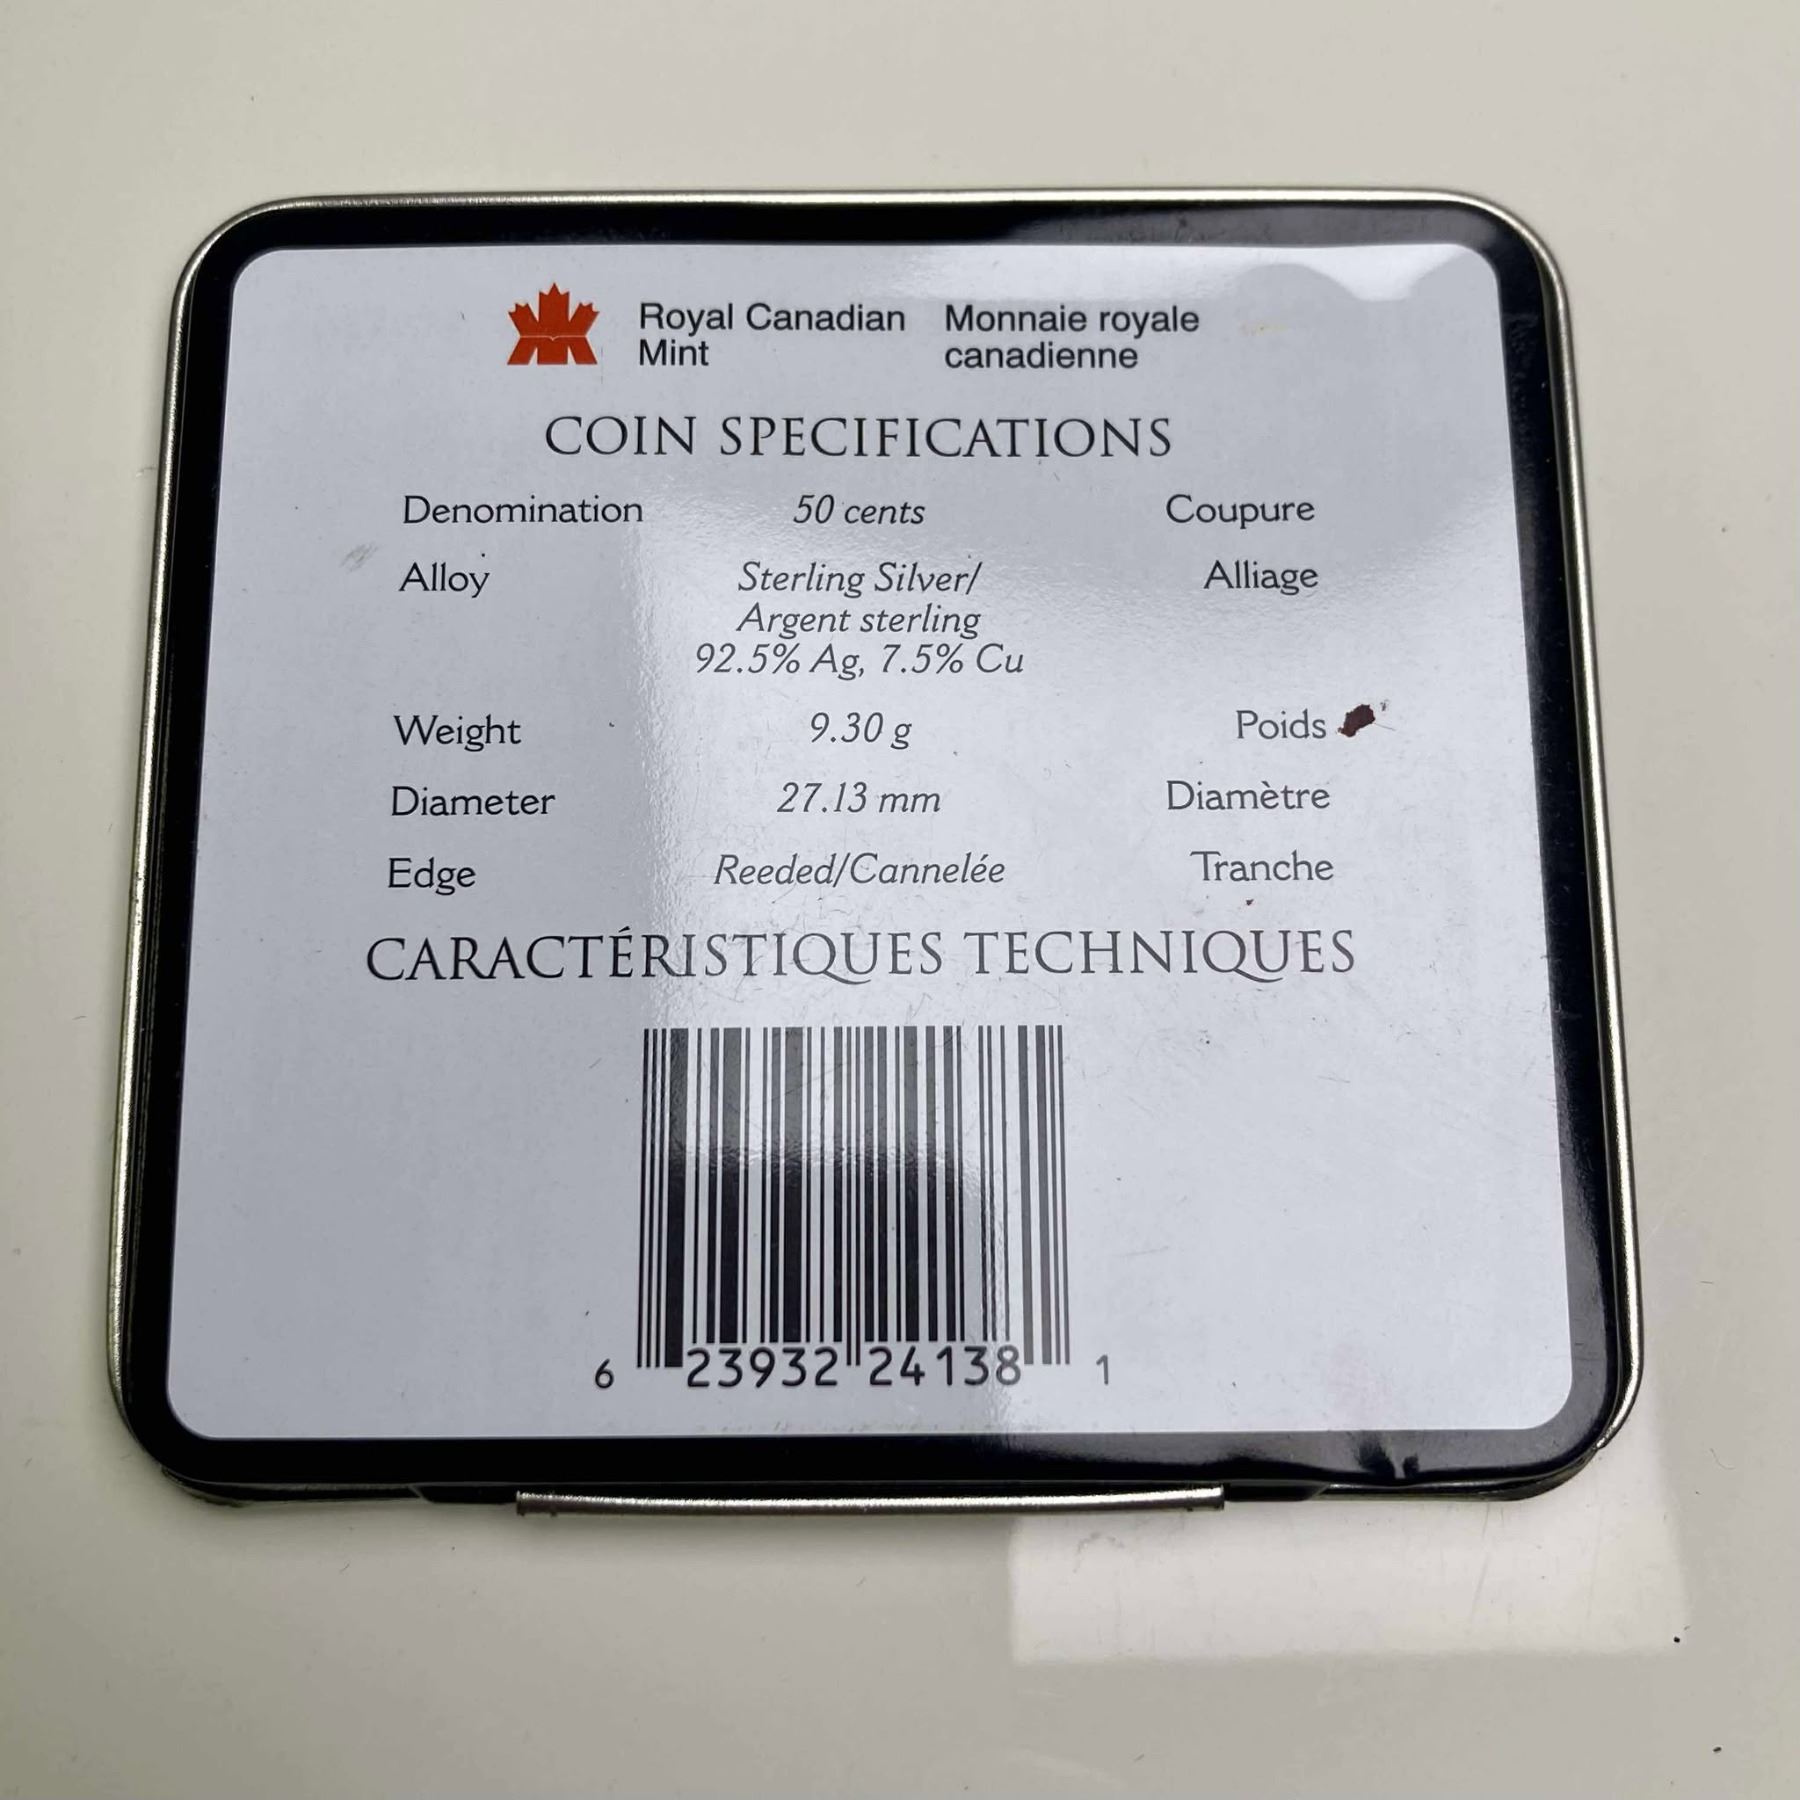 Royal Canadian Mint
Monnaie royale canadienne
COIN SPECIFICATIONS
Denomination 50 cents Coupure
Alloy Sterling Silver/ Alliage
Argent sterling
92.5% Ag, 7.5% Cu
Weight 9.30 g Poids
Diameter 27.13 mm Diamètre
Edge Reeded/Cannelée Tranche
CARACTÉRISTIQUES TECHNIQUES
6 23932 24138 1